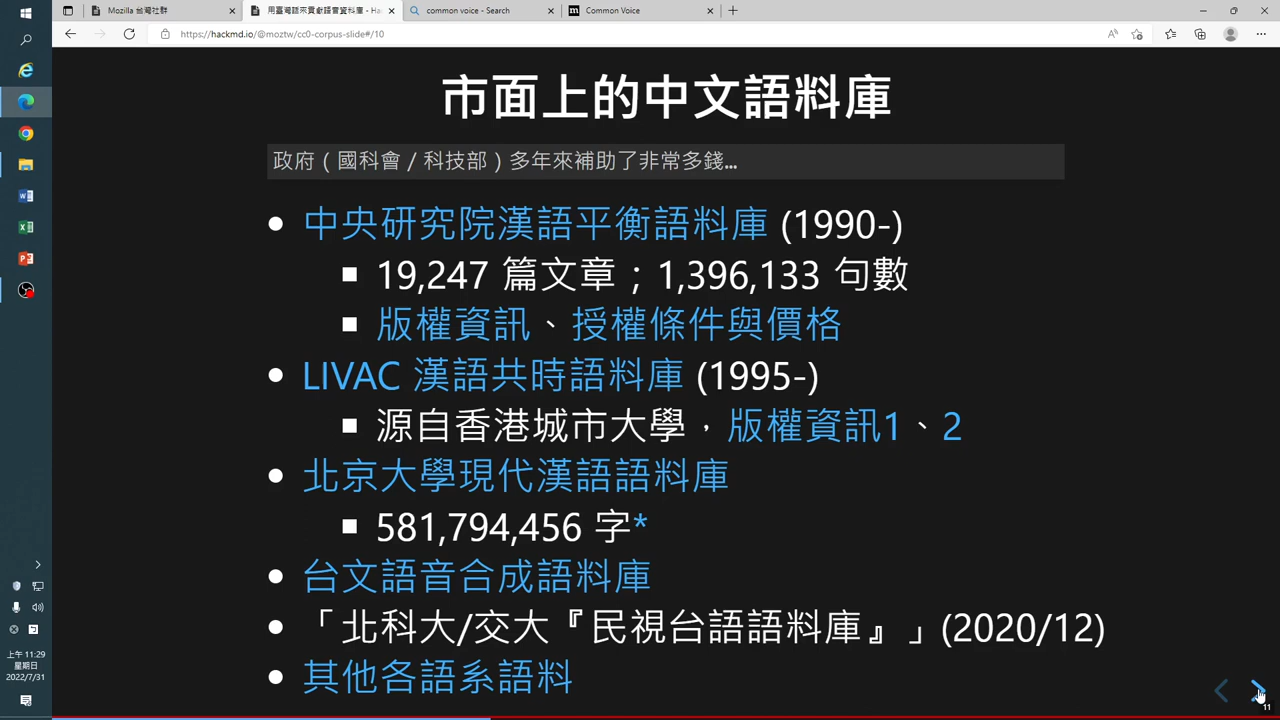 Mozilla 台灣社群
用臺灣話來貢獻語音資料庫 - Ha
common voice - Search
Common Voice
https://hackmd.io/@moztw/cc0-corpus-slide#/10
市面上的中文語料庫
政府（國科會／科技部）多年來補助了非常多錢…
中央研究院漢語平衡語料庫 (1990-)
19,247 篇文章；1,396,133 句數
版權資訊、授權條件與價格
LIVAC 漢語共時語料庫 (1995-)
源自香港城市大學，版權資訊1、2
北京大學現代漢語語料庫
581,794,456 字*
台文語音合成語料庫
「北科大/交大『民視台語語料庫』」(2020/12)
其他各語系語料
上午 11:29
星期日
2022/7/31
11